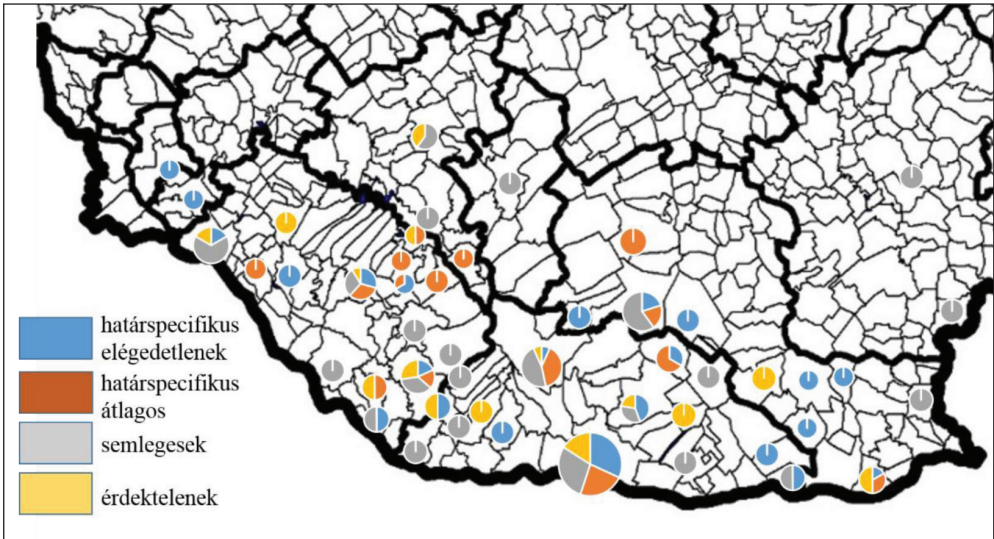 határspecifikus
elégedetlenek
határspecifikus
átlagos
semlegesek
érdektelenek